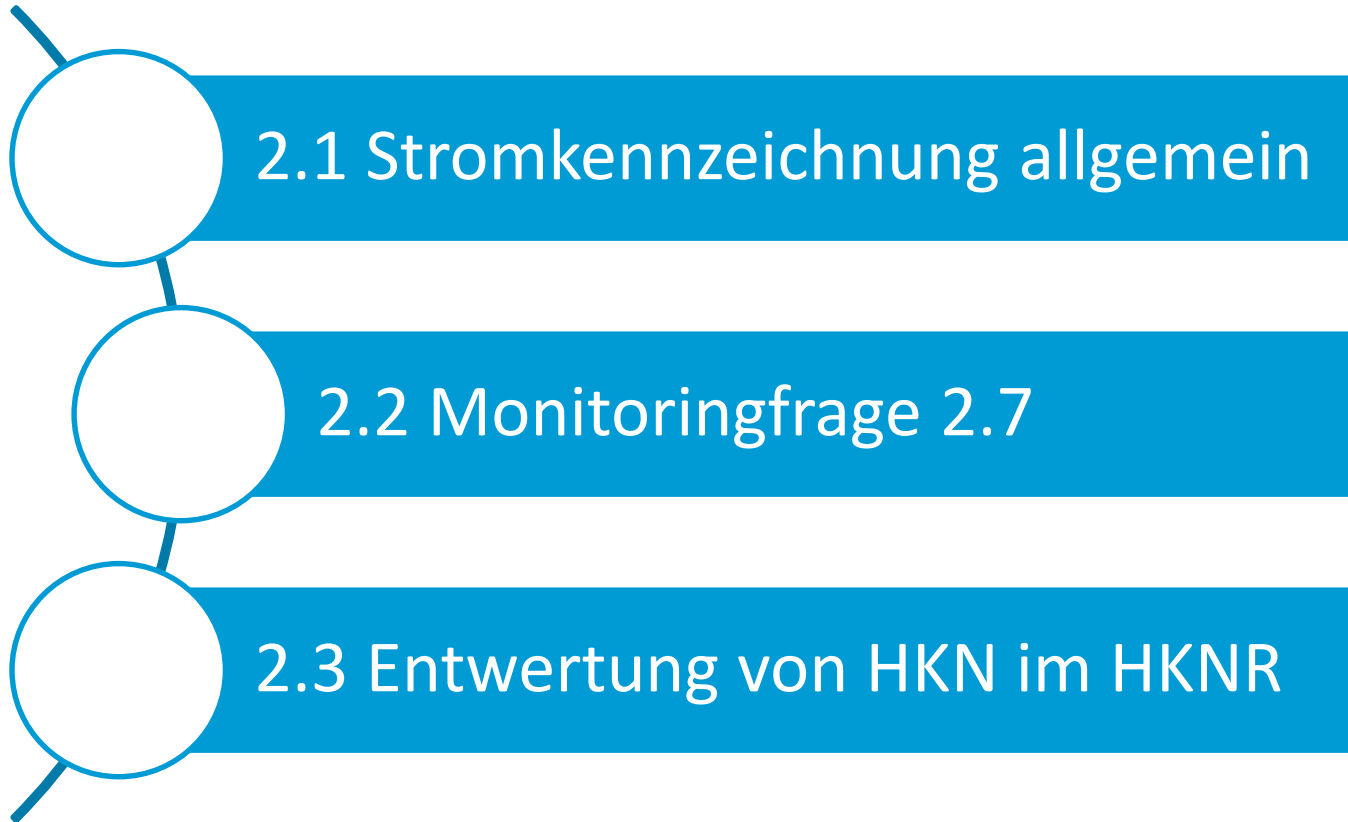 2.1 Stromkennzeichnung allgemein
2.2 Monitoringfrage 2.7
2.3 Entwertung von HKN im HKNR